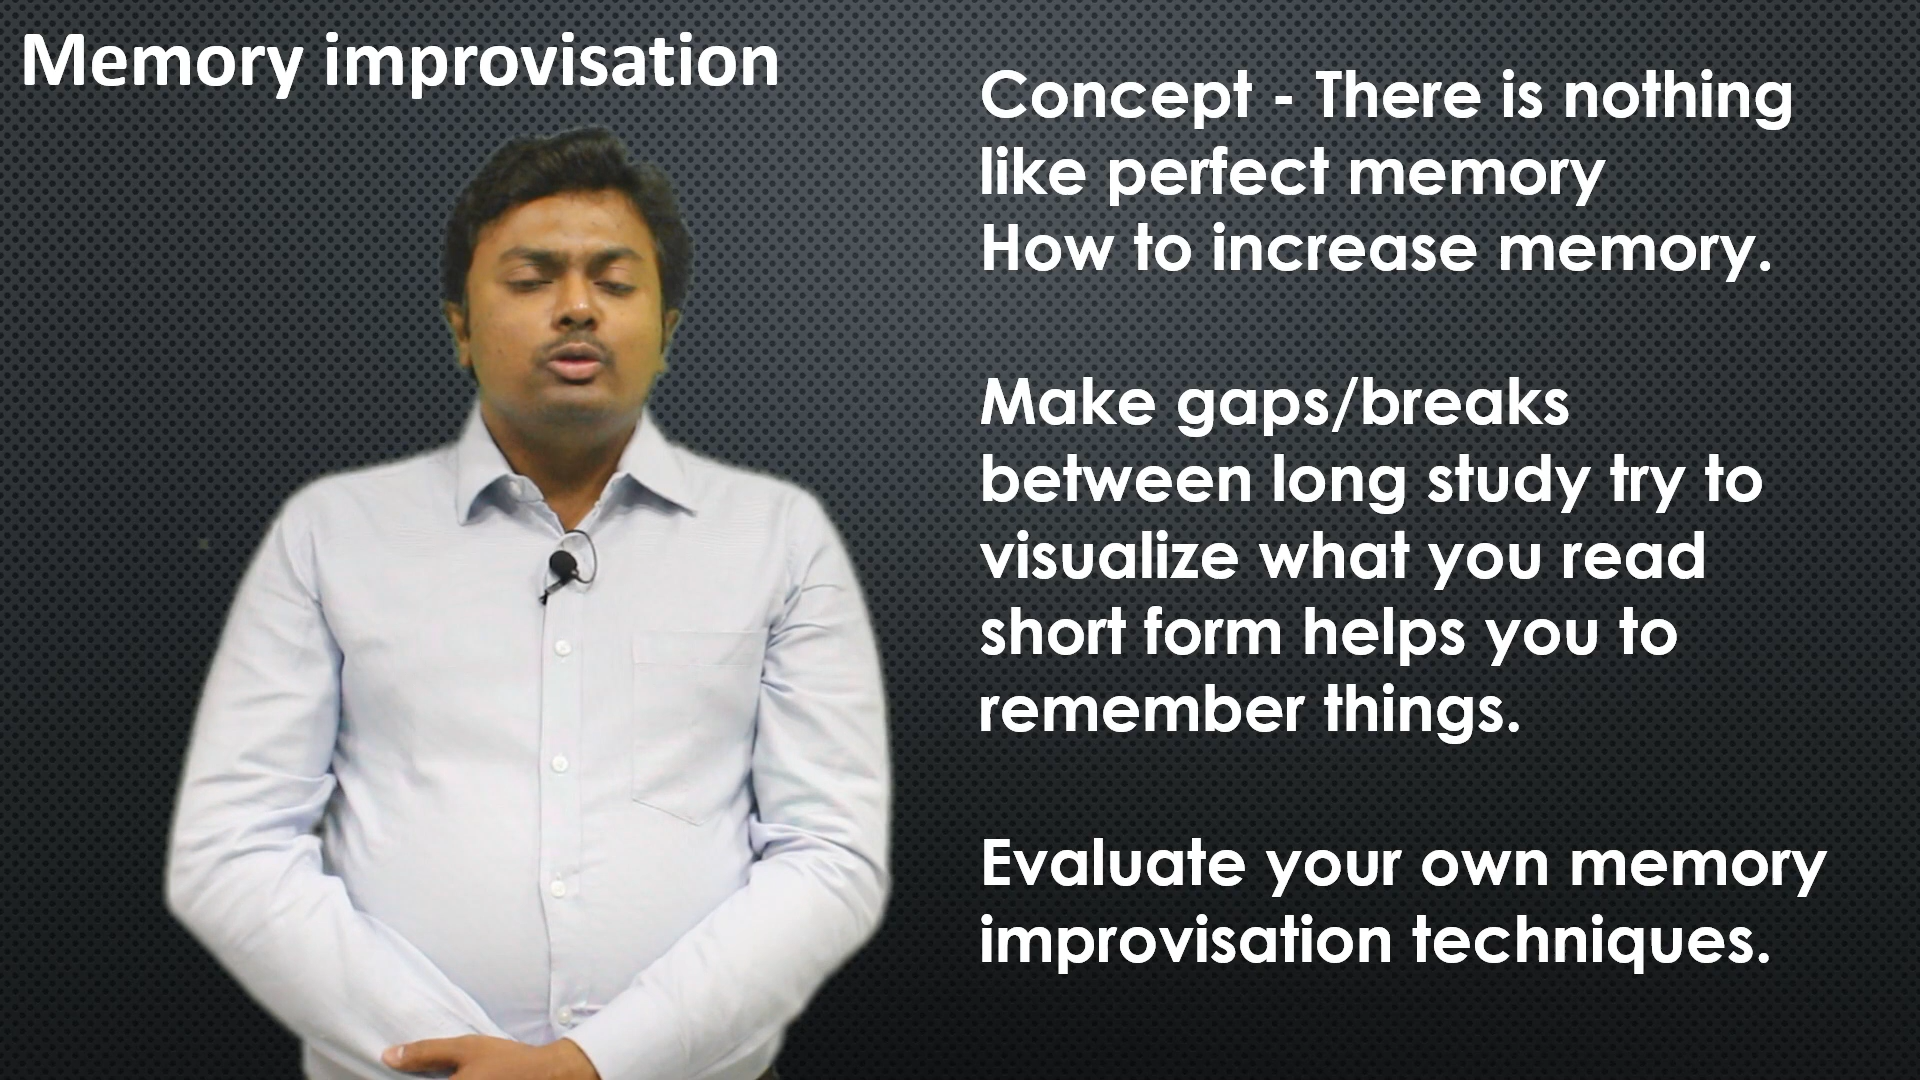 Memory improvisation
Concept - There is nothing
like perfect memory
How to increase memory.
Make gaps/breaks
between long study try to
visualize what you read
short form helps you to
remember things.
Evaluate your own memory
improvisation techniques.